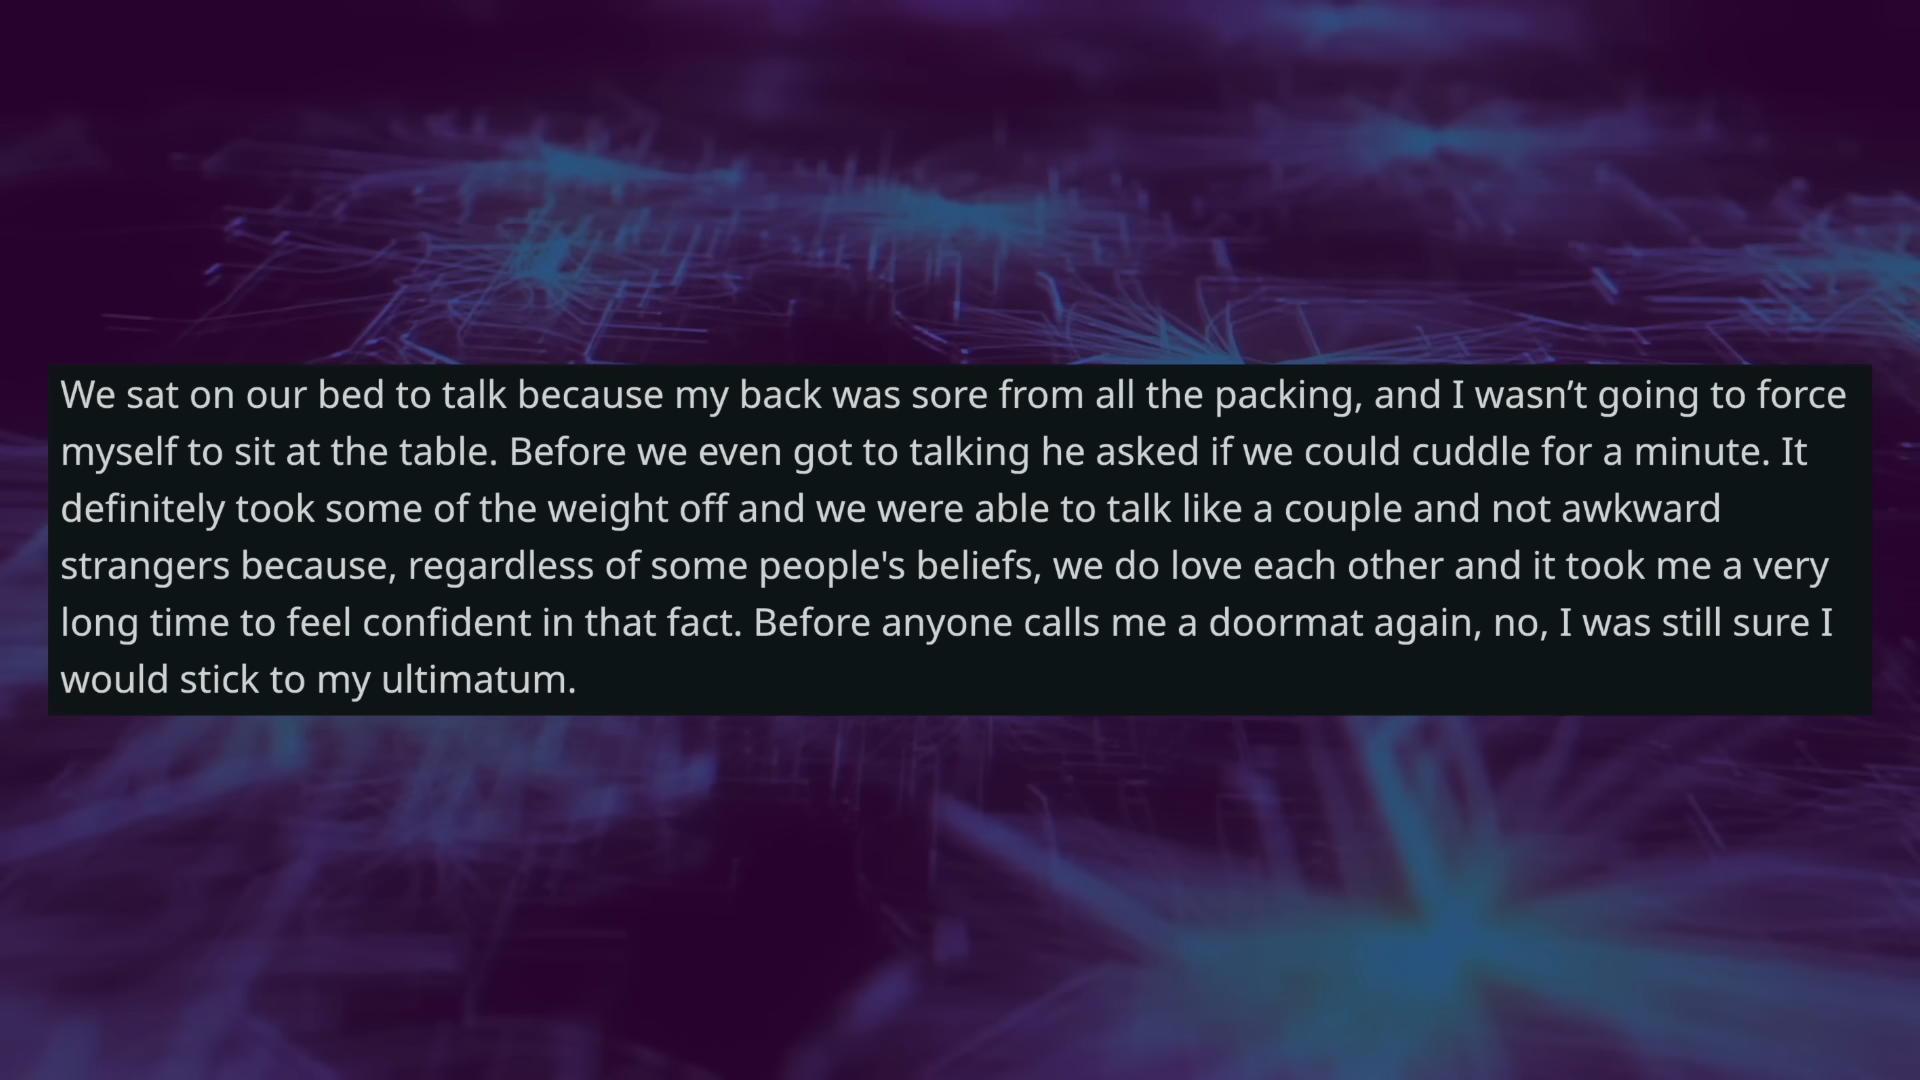 We sat on our bed to talk because my back was sore from all the packing, and I wasn’t going to force
myself to sit at the table. Before we even got to talking he asked if we could cuddle for a minute. It
definitely took some of the weight off and we were able to talk like a couple and not awkward
strangers because, regardless of some people's beliefs, we do love each other and it took me a very
long time to feel confident in that fact. Before anyone calls me a doormat again, no, I was still sure I
would stick to my ultimatum.